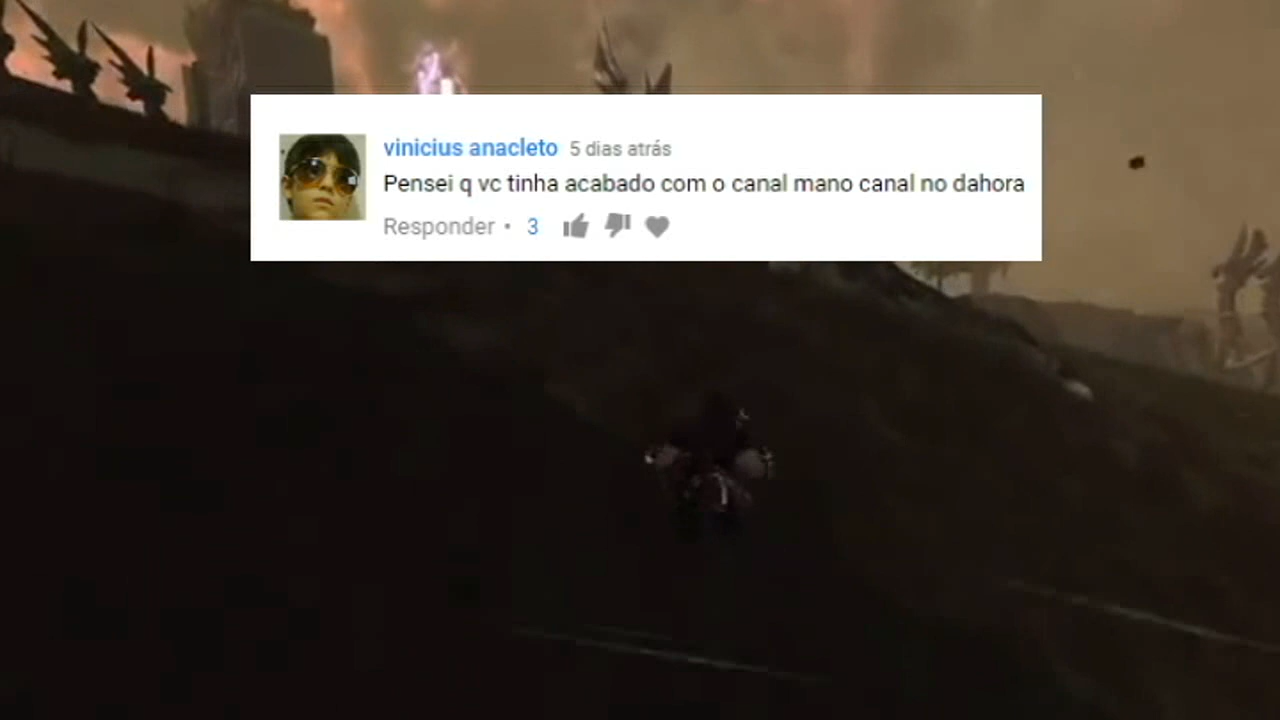 vinicius anacleto 5 dias atrás
Pensei q vc tinha acabado com o canal mano canal no dahora
Responder • 3